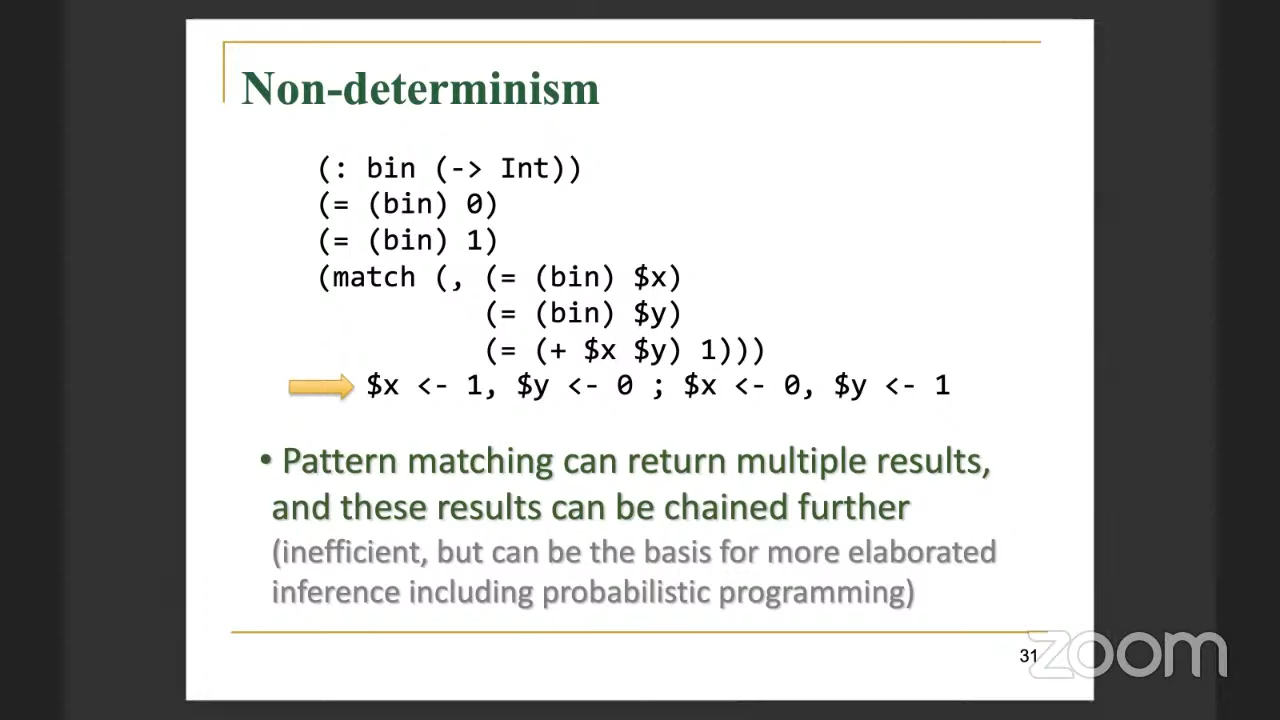 Non-determinism
(: bin (-> Int))
(= (bin) 0)
(= (bin) 1)
(match (, (= (bin) $x)
(= (bin) $y)
(= (+ $x $y) 1)))
$x <- 1, $y <- 0 ; $x <- 0, $y <- 1
• Pattern matching can return multiple results,
and these results can be chained further
(inefficient, but can be the basis for more elaborated
inference including probabilistic programming)
31
zoom